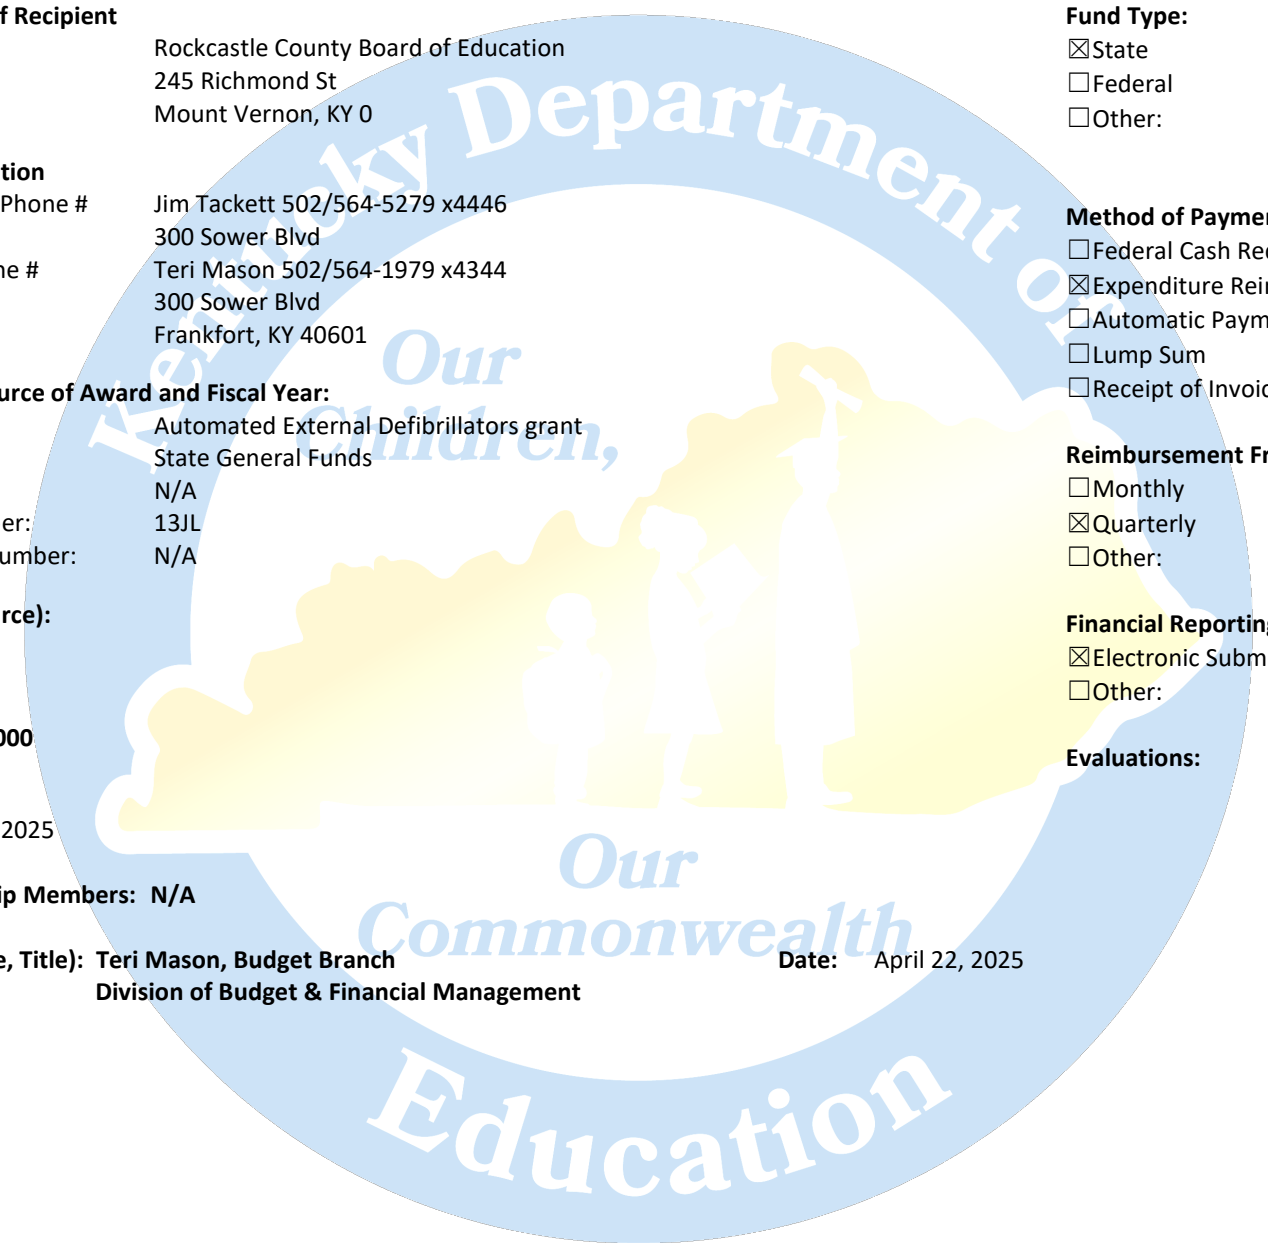 f Recipient
Rockcastle County Board of Education
245 Richmond St
Mount Vernon, KY 0
tion
Phone # Jim Tackett 502/564-5279 x4446
300 Sower Blvd
ne # Teri Mason 502/564-1979 x4344
300 Sower Blvd
Frankfort, KY 40601
urce of Award and Fiscal Year:
Automated External Defibrillators grant
State General Funds
N/A
er: 13JL
umber: N/A
rce):
000
2025
ip Members: N/A
e, Title): Teri Mason, Budget Branch
Division of Budget & Financial Management
Date: April 22, 2025
Fund Type:
☒State
☐Federal
☐Other:
Method of Paymen
☐Federal Cash Rec
☒Expenditure Rein
☐Automatic Paym
☐Lump Sum
☐Receipt of Invoic
Reimbursement Fr
☐Monthly
☒Quarterly
☐Other:
Financial Reporting
☒Electronic Subm
☐Other:
Evaluations:
Kentucky Department of
Education
Our
Children,
Our
Commonwealth